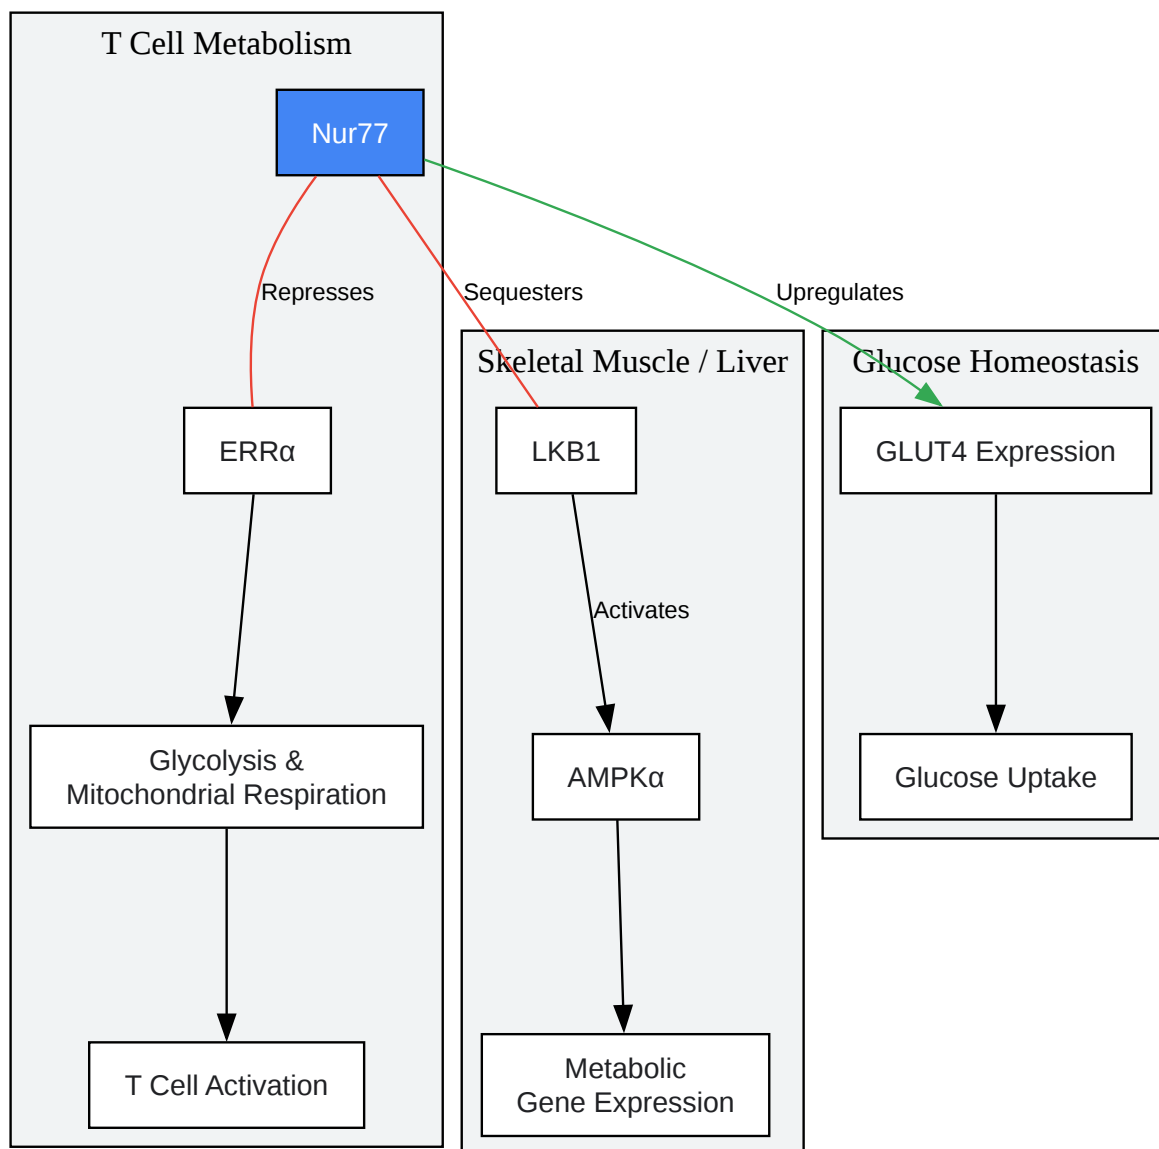 T Cell Metabolism
Nur77
Represses
Sequesters
Upregulates
Skeletal Muscle / Liver
Glucose Homeostasis
ERRα
LKB1
GLUT4 Expression
Activates
Glycolysis &
Mitochondrial Respiration
AMPKα
Glucose Uptake
T Cell Activation
Metabolic
Gene Expression